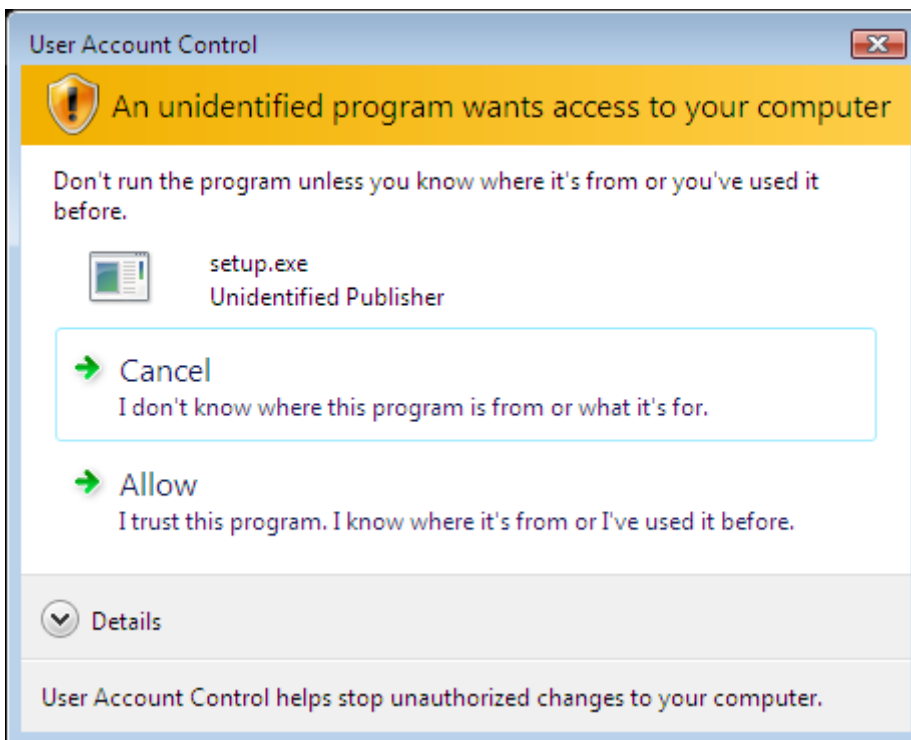 User Account Control
An unidentified program wants access to your computer
Don't run the program unless you know where it's from or you've used it
before.
setup.exe
Unidentified Publisher
Cancel
I don't know where this program is from or what it's for.
Allow
I trust this program. I know where it's from or I've used it before.
Details
User Account Control helps stop unauthorized changes to your computer.